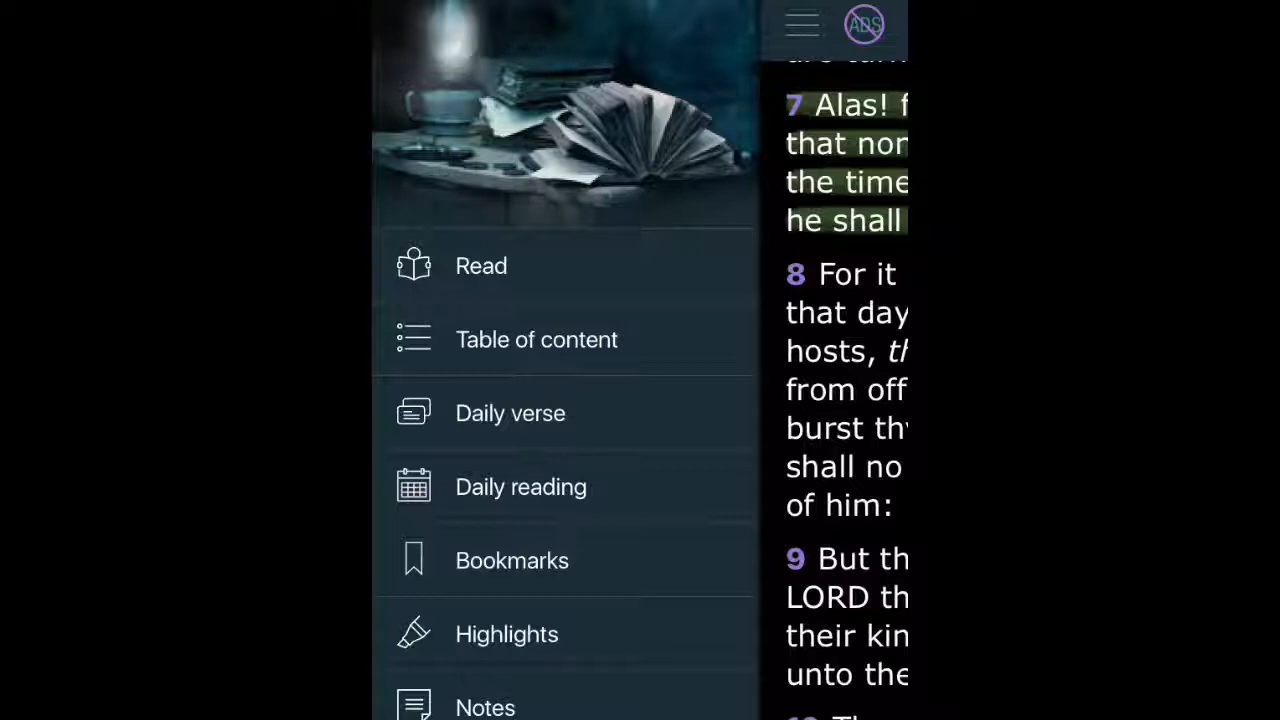 Read
Table of content
Daily verse
Daily reading
Bookmarks
Highlights
Notes
ADS
7 Alas! f
that nor
the time
he shall
8 For it
that day
hosts, th
from off
burst thy
shall no
of him:
9 But th
LORD th
their kin
unto the